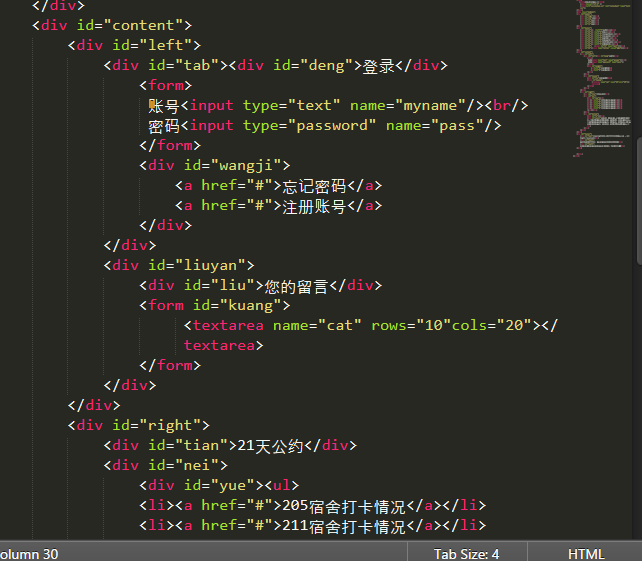 </div>
<div id="content">
<div id="left">
<div id="tab"><div id="deng">登录</div>
<form>
账号<input type="text" name="myname"/><br/>
密码<input type="password" name="pass"/>
</form>
<div id="wangji">
<a href="#">忘记密码</a>
<a href="#">注册账号</a>
</div>
</div>
<div id="liuyan">
<div id="liu">您的留言</div>
<form id="kuang">
<textarea name="cat" rows="10"cols="20"></
textarea>
</form>
</div>
</div>
<div id="right">
<div id="tian">21天公约</div>
<div id="nei">
<div id="yue"><ul>
<li><a href="#">205宿舍打卡情况</a></li>
<li><a href="#">211宿舍打卡情况</a></li>
olumn 30 Tab Size: 4 HTML